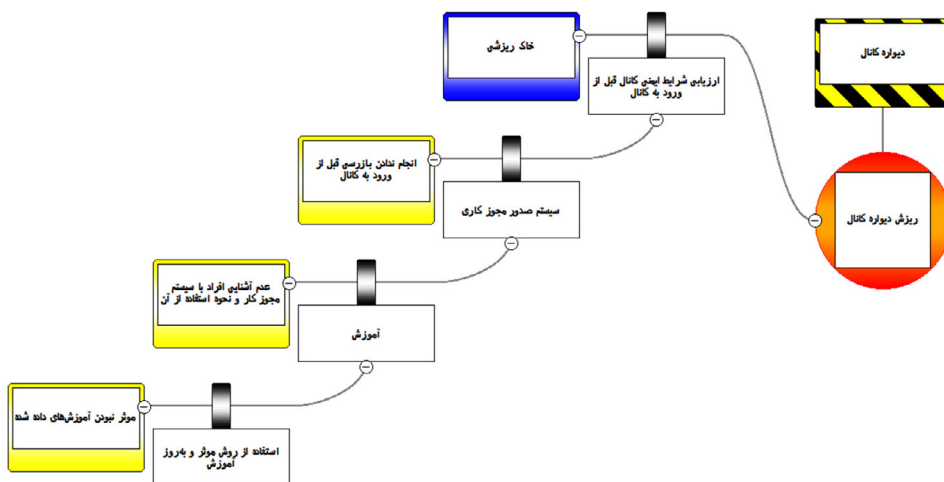 دیواره کانال
خاک ریزشی
ارزیابی شرایط ایمنی کانال قبل از
ورود به کانال
ریزش دیواره کانال
انجام ندادن بازرسی قبل از
ورود به کانال
سیستم صدور مجوز کاری
عدم آشنایی افراد با سیستم
مجوز کار و نحوه استفاده از آن
آموزش
موثر نبودن آموزش‌های داده شده
استفاده از روش موثر و به‌روز
آموزش